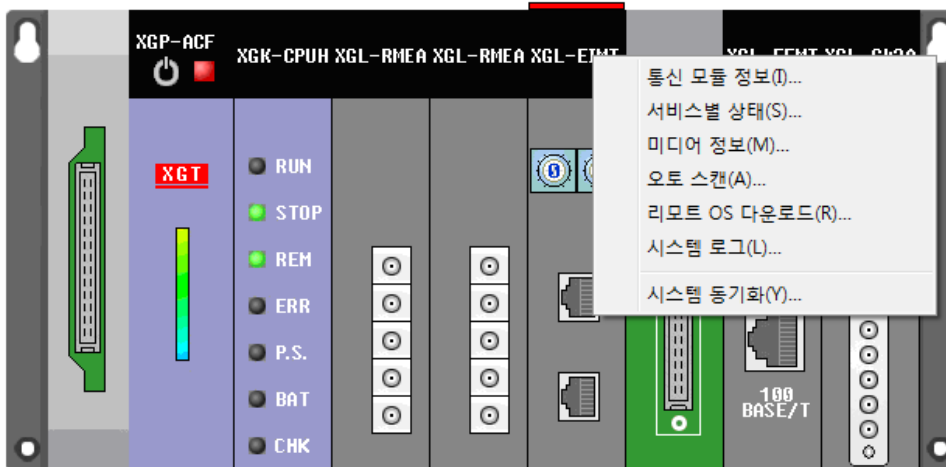 XGP-ACF
XGK-CPUH
XGL-RMEA
XGL-RMEA
통신 모듈 정보(I)...
서비스별 상태(S)...
미디어 정보(M)...
오토 스캔(A)...
리모트 OS 다운로드(R)...
시스템 로그(L)...
시스템 동기화(Y)...
XGT
RUN
STOP
REM
ERR
P.S.
BAT
CHK
0
100
BASE/T